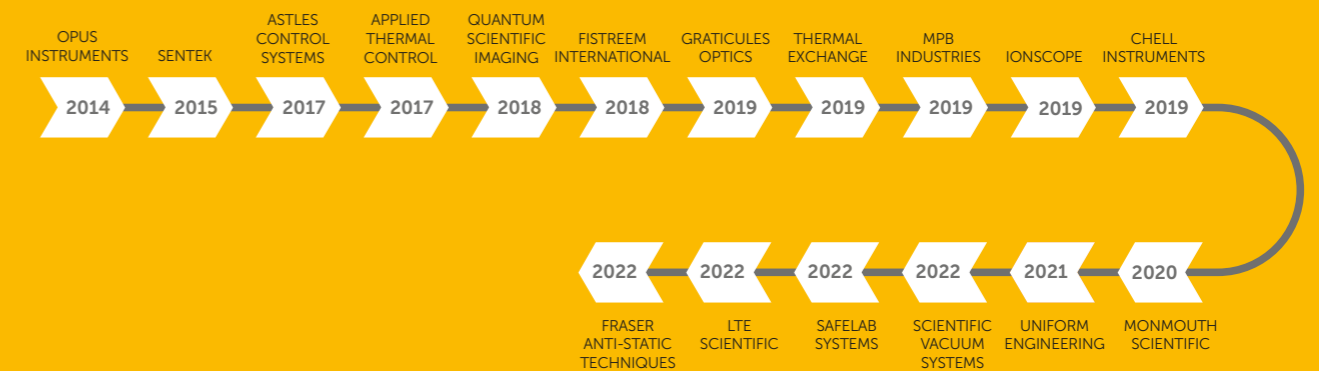 OPUS
INSTRUMENTS
SENTEK
ASTLES
CONTROL
SYSTEMS
APPLIED
THERMAL
CONTROL
QUANTUM
SCIENTIFIC
IMAGING
FISTREEM
INTERNATIONAL
GRATICULES
OPTICS
THERMAL
EXCHANGE
MPB
INDUSTRIES
IONSCOPE
CHELL
INSTRUMENTS
2014
2015
2017
2017
2018
2018
2019
2019
2019
2019
2019
2022
2022
2022
2022
2021
2020
FRASER
ANTI-STATIC
TECHNIQUES
LTE
SCIENTIFIC
SAFELAB
SYSTEMS
SCIENTIFIC
VACUUM
SYSTEMS
UNIFORM
ENGINEERING
MONMOUTH
SCIENTIFIC